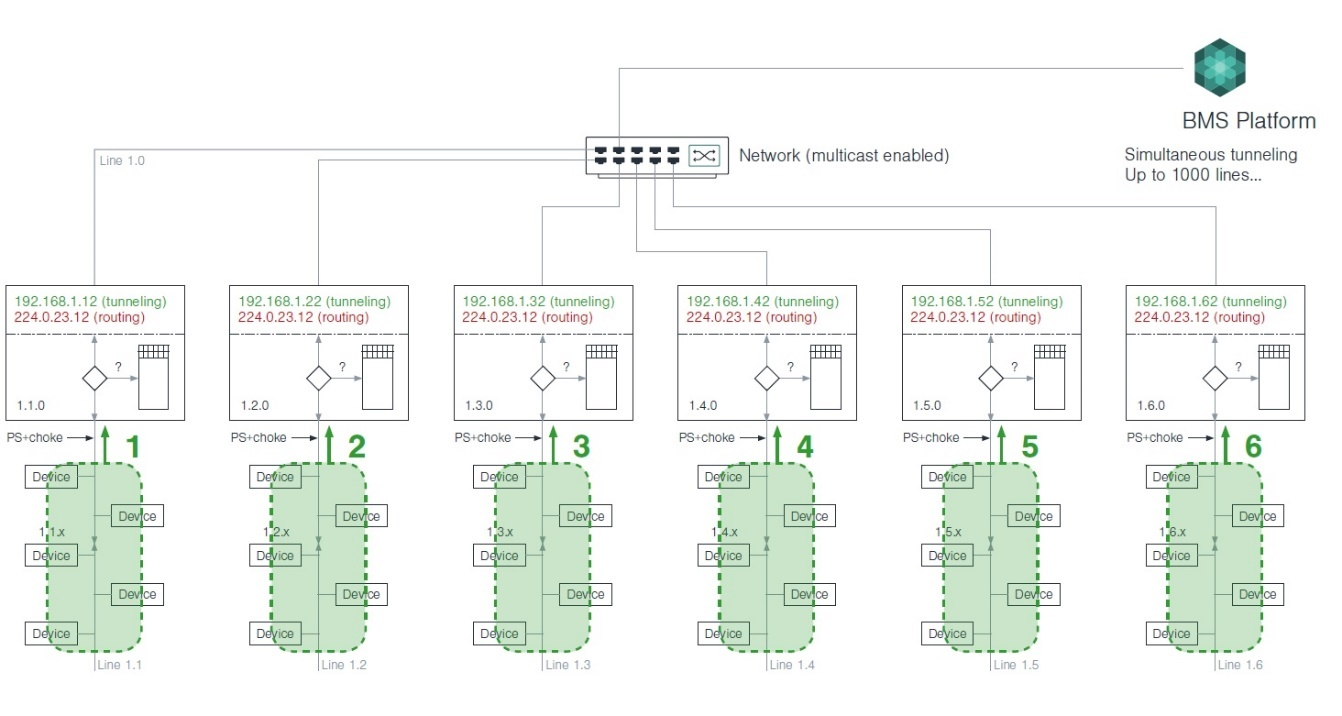 BMS Platform
Simultaneous tunneling
Up to 1000 lines...
Network (multicast enabled)
Line 1.0
192.168.1.12 (tunneling)
224.0.23.12 (routing)
?
1.1.0
PS+choke
1
Device
Device
1.1.x
Device
Device
Device
Line 1.1
192.168.1.22 (tunneling)
224.0.23.12 (routing)
?
1.2.0
PS+choke
2
Device
Device
1.2.x
Device
Device
Device
Line 1.2
192.168.1.32 (tunneling)
224.0.23.12 (routing)
?
1.3.0
PS+choke
3
Device
Device
1.3.x
Device
Device
Device
Line 1.3
192.168.1.42 (tunneling)
224.0.23.12 (routing)
?
1.4.0
PS+choke
4
Device
Device
1.4.x
Device
Device
Device
Line 1.4
192.168.1.52 (tunneling)
224.0.23.12 (routing)
?
1.5.0
PS+choke
5
Device
Device
1.5.x
Device
Device
Device
Line 1.5
192.168.1.62 (tunneling)
224.0.23.12 (routing)
?
1.6.0
PS+choke
6
Device
Device
1.6.x
Device
Device
Device
Line 1.6